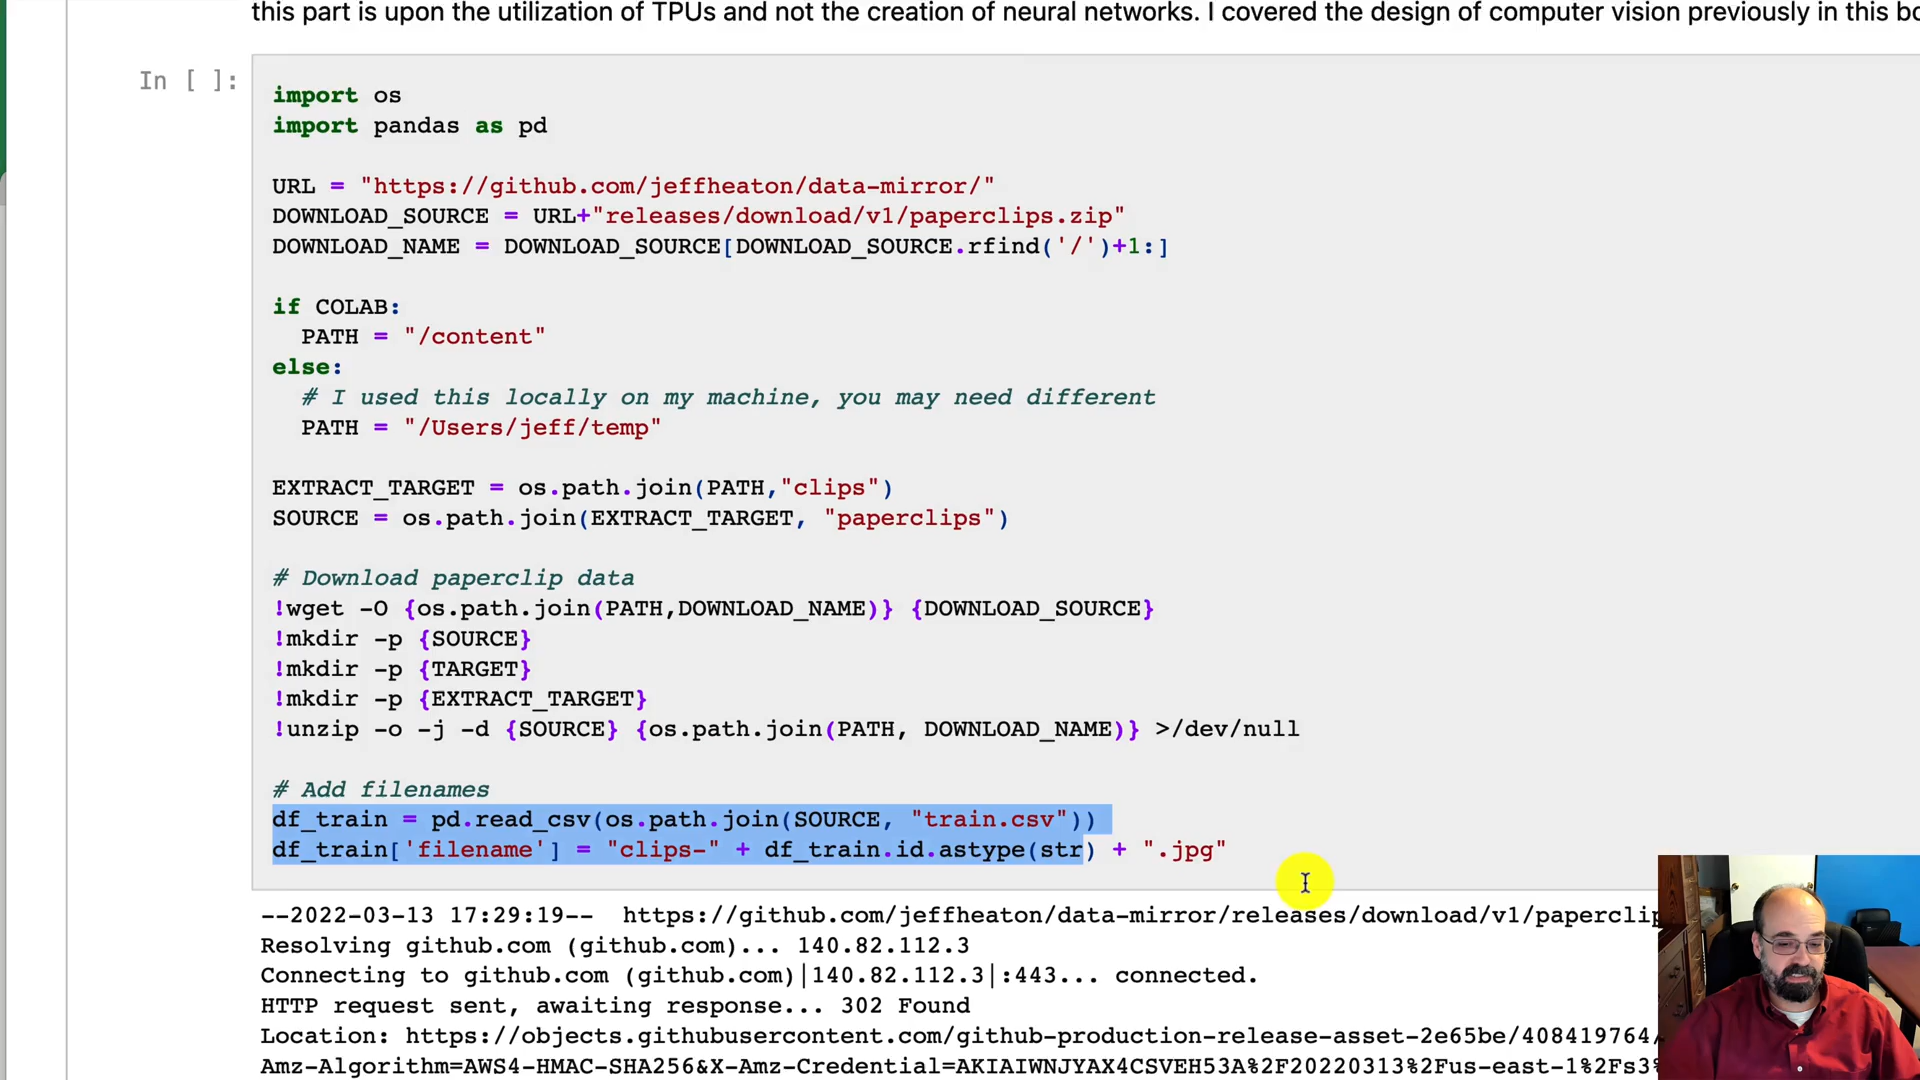 this part is upon the utilization of TPUs and not the creation of neural networks. I covered the design of computer vision previously in this bo
In [ ]:
import os
import pandas as pd
URL = "https://github.com/jeffheaton/data-mirror/"
DOWNLOAD_SOURCE = URL+"releases/download/v1/paperclips.zip"
DOWNLOAD_NAME = DOWNLOAD_SOURCE[DOWNLOAD_SOURCE.rfind('/')+1:]
if COLAB:
PATH = "/content"
else:
# I used this locally on my machine, you may need different
PATH = "/Users/jeff/temp"
EXTRACT_TARGET = os.path.join(PATH,"clips")
SOURCE = os.path.join(EXTRACT_TARGET, "paperclips")
# Download paperclip data
!wget -O {os.path.join(PATH,DOWNLOAD_NAME)} {DOWNLOAD_SOURCE}
!mkdir -p {SOURCE}
!mkdir -p {TARGET}
!mkdir -p {EXTRACT_TARGET}
!unzip -o -j -d {SOURCE} {os.path.join(PATH, DOWNLOAD_NAME)} >/dev/null
# Add filenames
df_train = pd.read_csv(os.path.join(SOURCE, "train.csv"))
df_train['filename'] = "clips-" + df_train.id.astype(str) + ".jpg"
--2022-03-13 17:29:19-- https://github.com/jeffheaton/data-mirror/releases/download/v1/paperclip
Resolving github.com (github.com)... 140.82.112.3
Connecting to github.com (github.com)|140.82.112.3|:443... connected.
HTTP request sent, awaiting response... 302 Found
Location: https://objects.githubusercontent.com/github-production-release-asset-2e65be/408419764/
Amz-Algorithm=AWS4-HMAC-SHA256&X-Amz-Credential=AKIAIWNJYAX4CSVEH53A%2F20220313%2Fus-east-1%2Fs3%